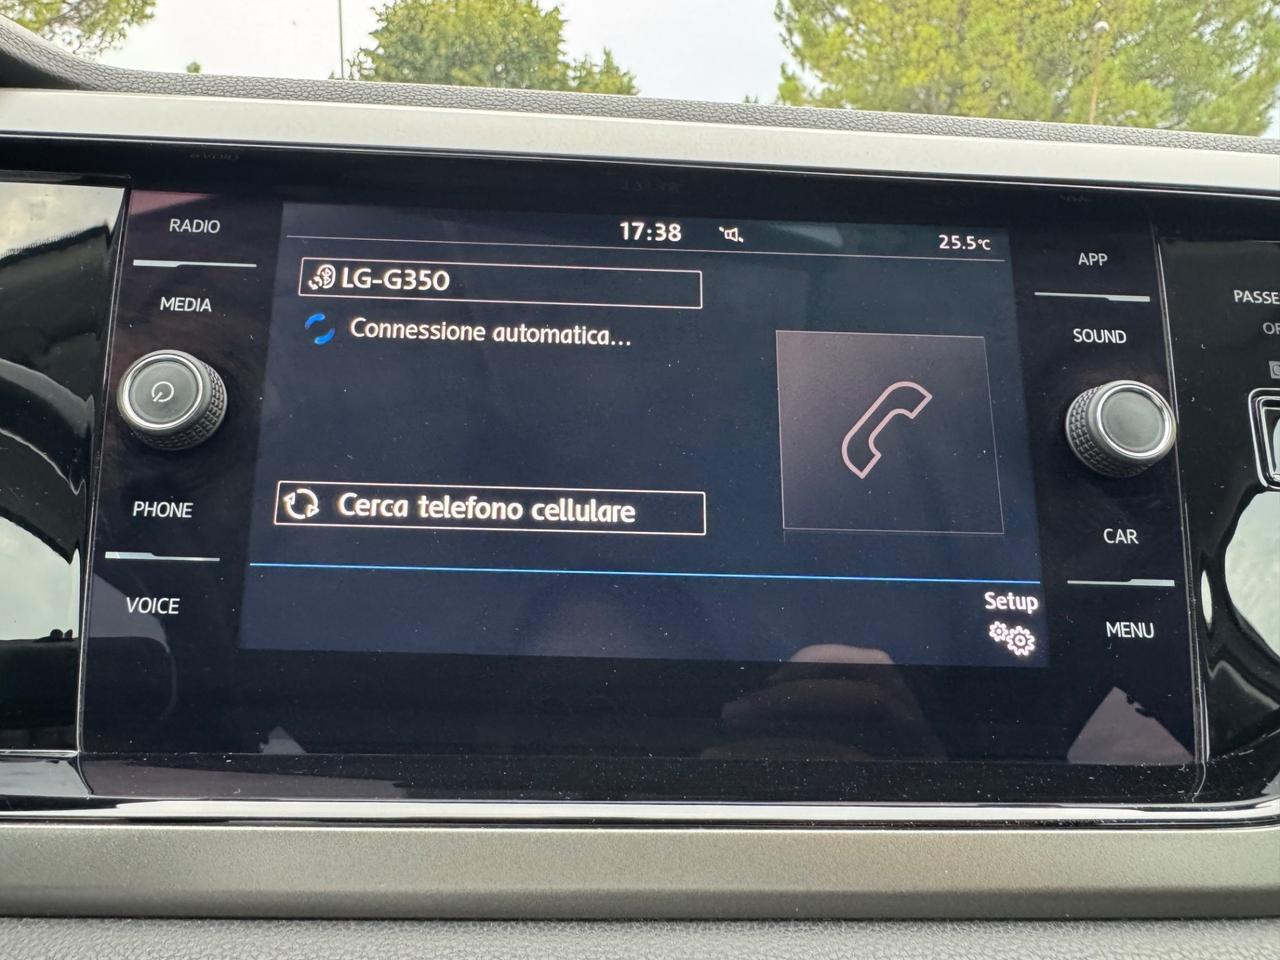 RADIO
MEDIA
PHONE
VOICE
17:38
25.5°C
LG-G350
Connessione automatica...
Cerca telefono cellulare
Setup
APP
SOUND
CAR
MENU
PASSE